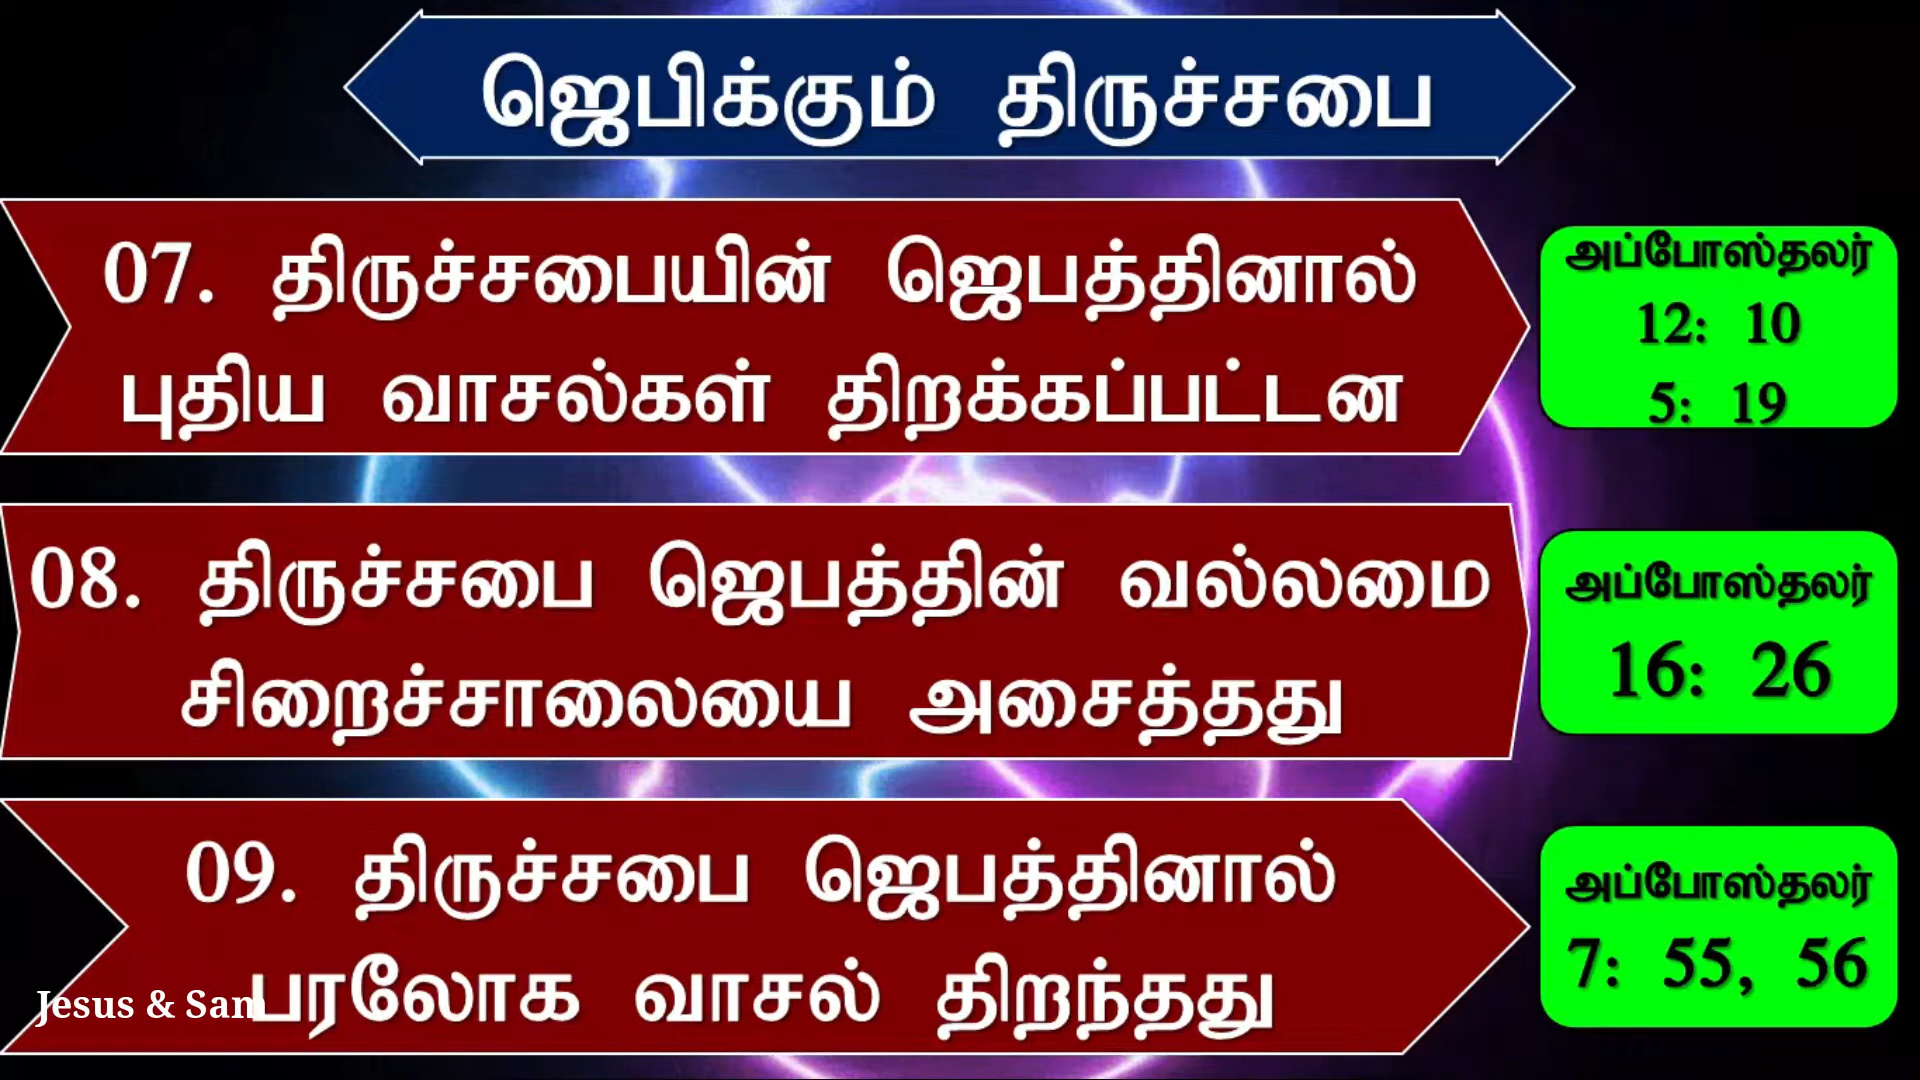 ஜெபிக்கும் திருச்சபை
07. திருச்சபையின் ஜெபத்தினால்
புதிய வாசல்கள் திறக்கப்பட்டன
அப்போஸ்தலர்
12: 10
5: 19
08. திருச்சபை ஜெபத்தின் வல்லமை
சிறைச்சாலையை அசைத்தது
அப்போஸ்தலர்
16: 26
09. திருச்சபை ஜெபத்தினால்
பரலோக வாசல் திறந்தது
அப்போஸ்தலர்
7: 55, 56
Jesus & Sam